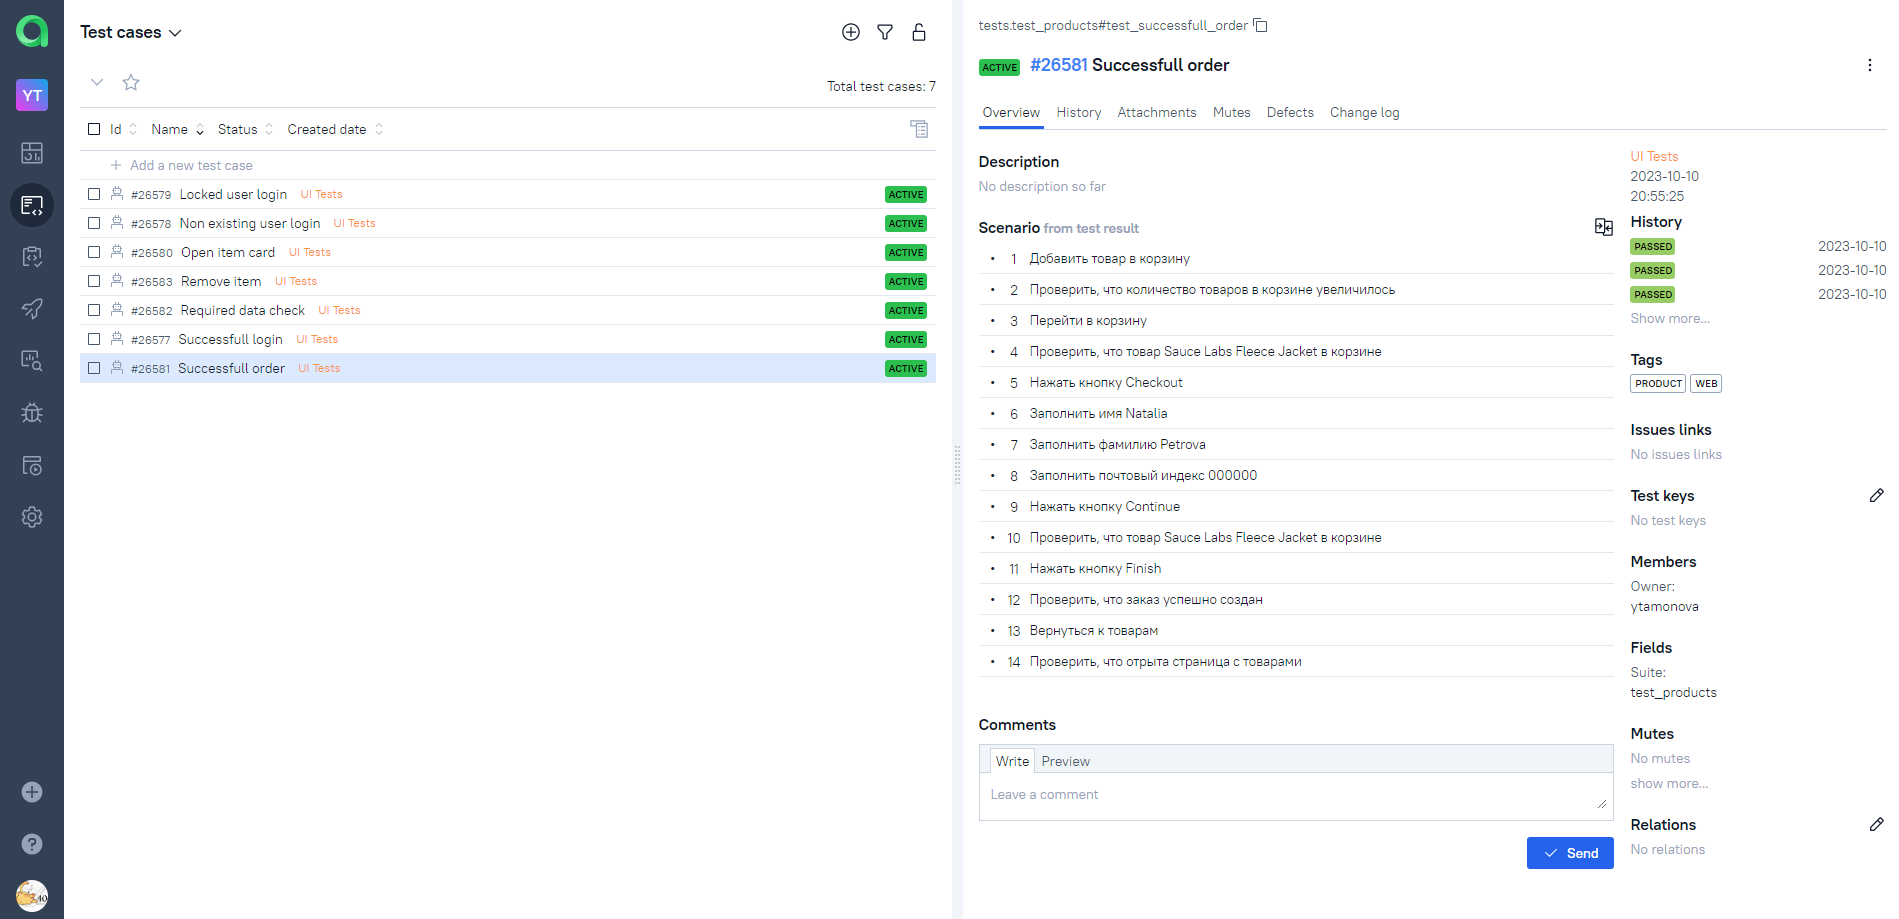 YT
Test cases
Total test cases: 7
Id Name Status Created date
Add a new test case
#26579 Locked user login UI Tests ACTIVE
#26578 Non existing user login UI Tests ACTIVE
#26580 Open item card UI Tests ACTIVE
#26583 Remove item UI Tests ACTIVE
#26582 Required data check UI Tests ACTIVE
#26577 Successfull login UI Tests ACTIVE
#26581 Successfull order UI Tests ACTIVE
tests.test_products#test_successfull_order
ACTIVE #26581 Successfull order
Overview History Attachments Mutes Defects Change log
Description
No description so far
Scenario from test result
• 1 Добавить товар в корзину
• 2 Проверить, что количество товаров в корзине увеличилось
• 3 Перейти в корзину
• 4 Проверить, что товар Sauce Labs Fleece Jacket в корзине
• 5 Нажать кнопку Checkout
• 6 Заполнить имя Natalia
• 7 Заполнить фамилию Petrova
• 8 Заполнить почтовый индекс 000000
• 9 Нажать кнопку Continue
• 10 Проверить, что товар Sauce Labs Fleece Jacket в корзине
• 11 Нажать кнопку Finish
• 12 Проверить, что заказ успешно создан
• 13 Вернуться к товарам
• 14 Проверить, что отрыта страница с товарами
Comments
Write Preview
Leave a comment
Send
UI Tests
2023-10-10
20:55:25
History
PASSED 2023-10-10
PASSED 2023-10-10
PASSED 2023-10-10
Show more...
Tags
PRODUCT WEB
Issues links
No issues links
Test keys
No test keys
Members
Owner:
ytamonova
Fields
Suite:
test_products
Mutes
No mutes
show more...
Relations
No relations